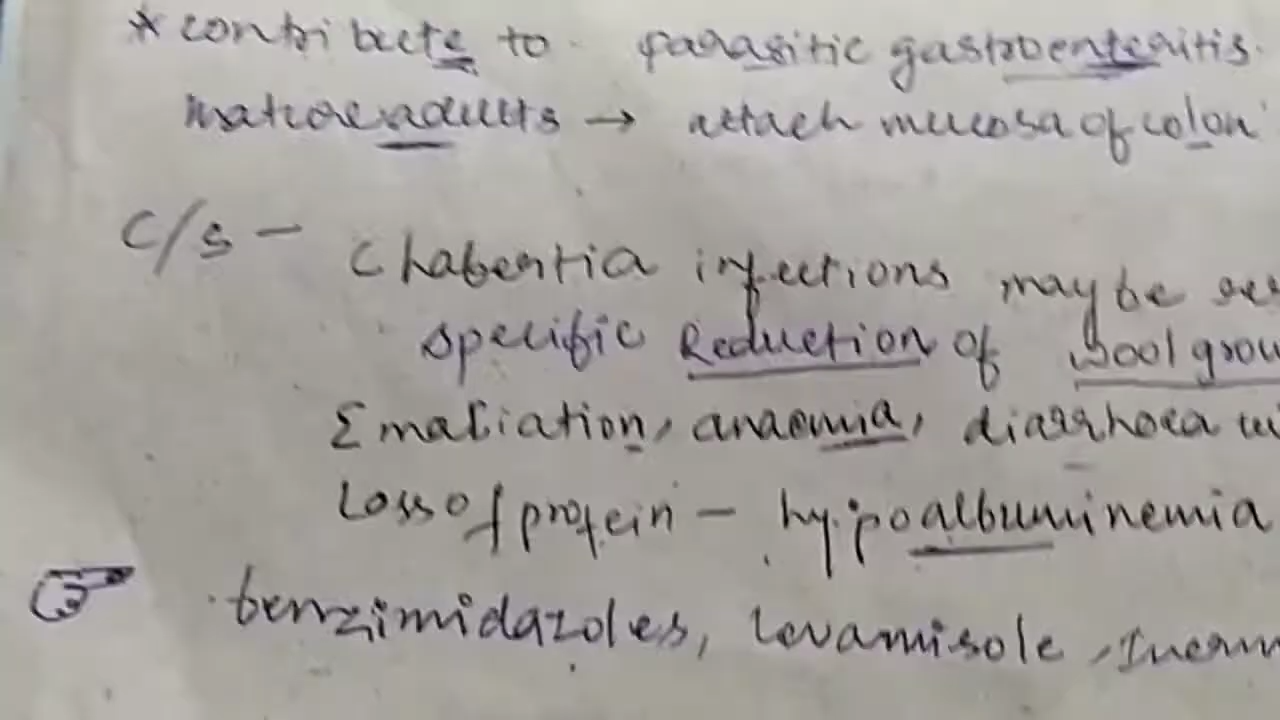 * contribute to parasitic gastroenteritis.
mature adults → attach mucosa of colon
C/s - Chabertia infections may be
specific Reduction of wool grow
Emaciation, anaemia, diarrhoea
Loss of protein - hypoalbuminemia
benzimidazoles, levamisole,